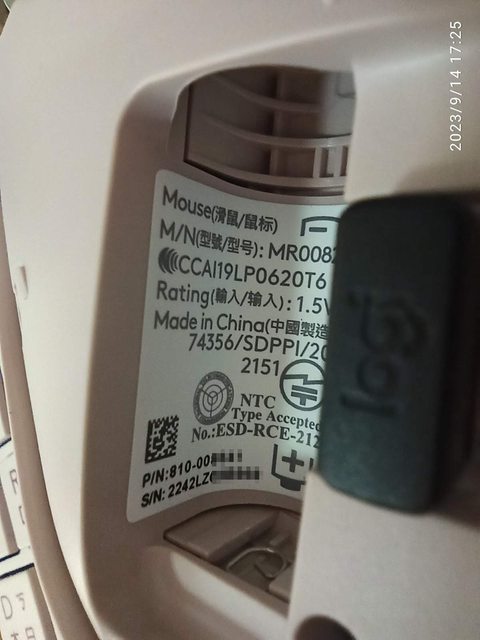 2023/9/14 17:25
Mouse(滑鼠/鼠标)
M/N(型號/型号): MR008
CCAI19LP0620T6
Rating(輸入/输入): 1.5V
Made in China(中國製造
74356/SDPPI/20
2151
NTC
Type Accepted
No.:ESD-RCE-212
P/N:810-00
S/N: 2242LZ
logi